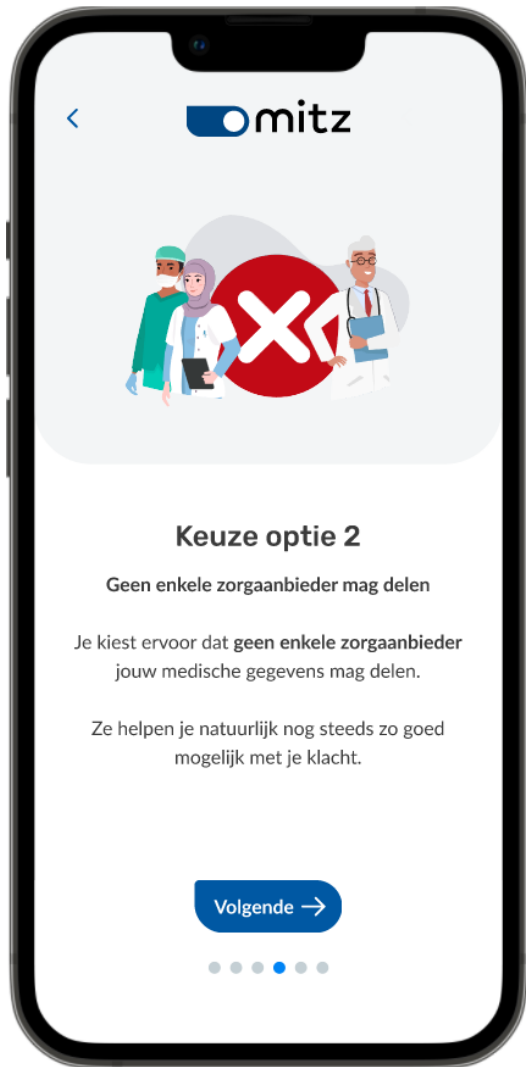 mitz
Keuze optie 2
Geen enkele zorgaanbieder mag delen
Je kiest ervoor dat geen enkele zorgaanbieder
jouw medische gegevens mag delen.
Ze helpen je natuurlijk nog steeds zo goed
mogelijk met je klacht.
Volgende